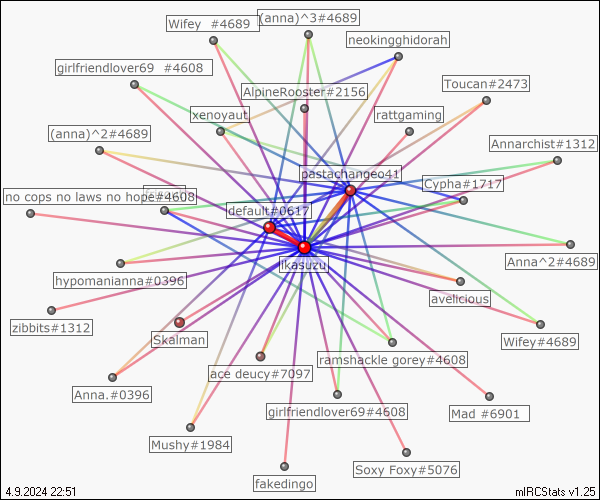 (anna)^3#4689
Wifey  #4689
neokingghidorah
girlfriendlover69  #4608
Toucan#2473
AlpineRooster#2156
xenoyaut
rattgaming
(anna)^2#4689
Annarchist#1312
pastachangeo41
Cypha#1717
no cops no laws no hope#4608
default#0617
Anna^2#4689
ikasuzu
hypomanianna#0396
avelicious
zibbits#1312
Skalman
Wifey#4689
ramshackle gorey#4608
ace deucy#7097
Anna.#0396
girlfriendlover69#4608
Mad #6901
Mushy#1984
Soxy Foxy#5076
fakedingo
4.9.2024 22:51
mIRCStats v1.25